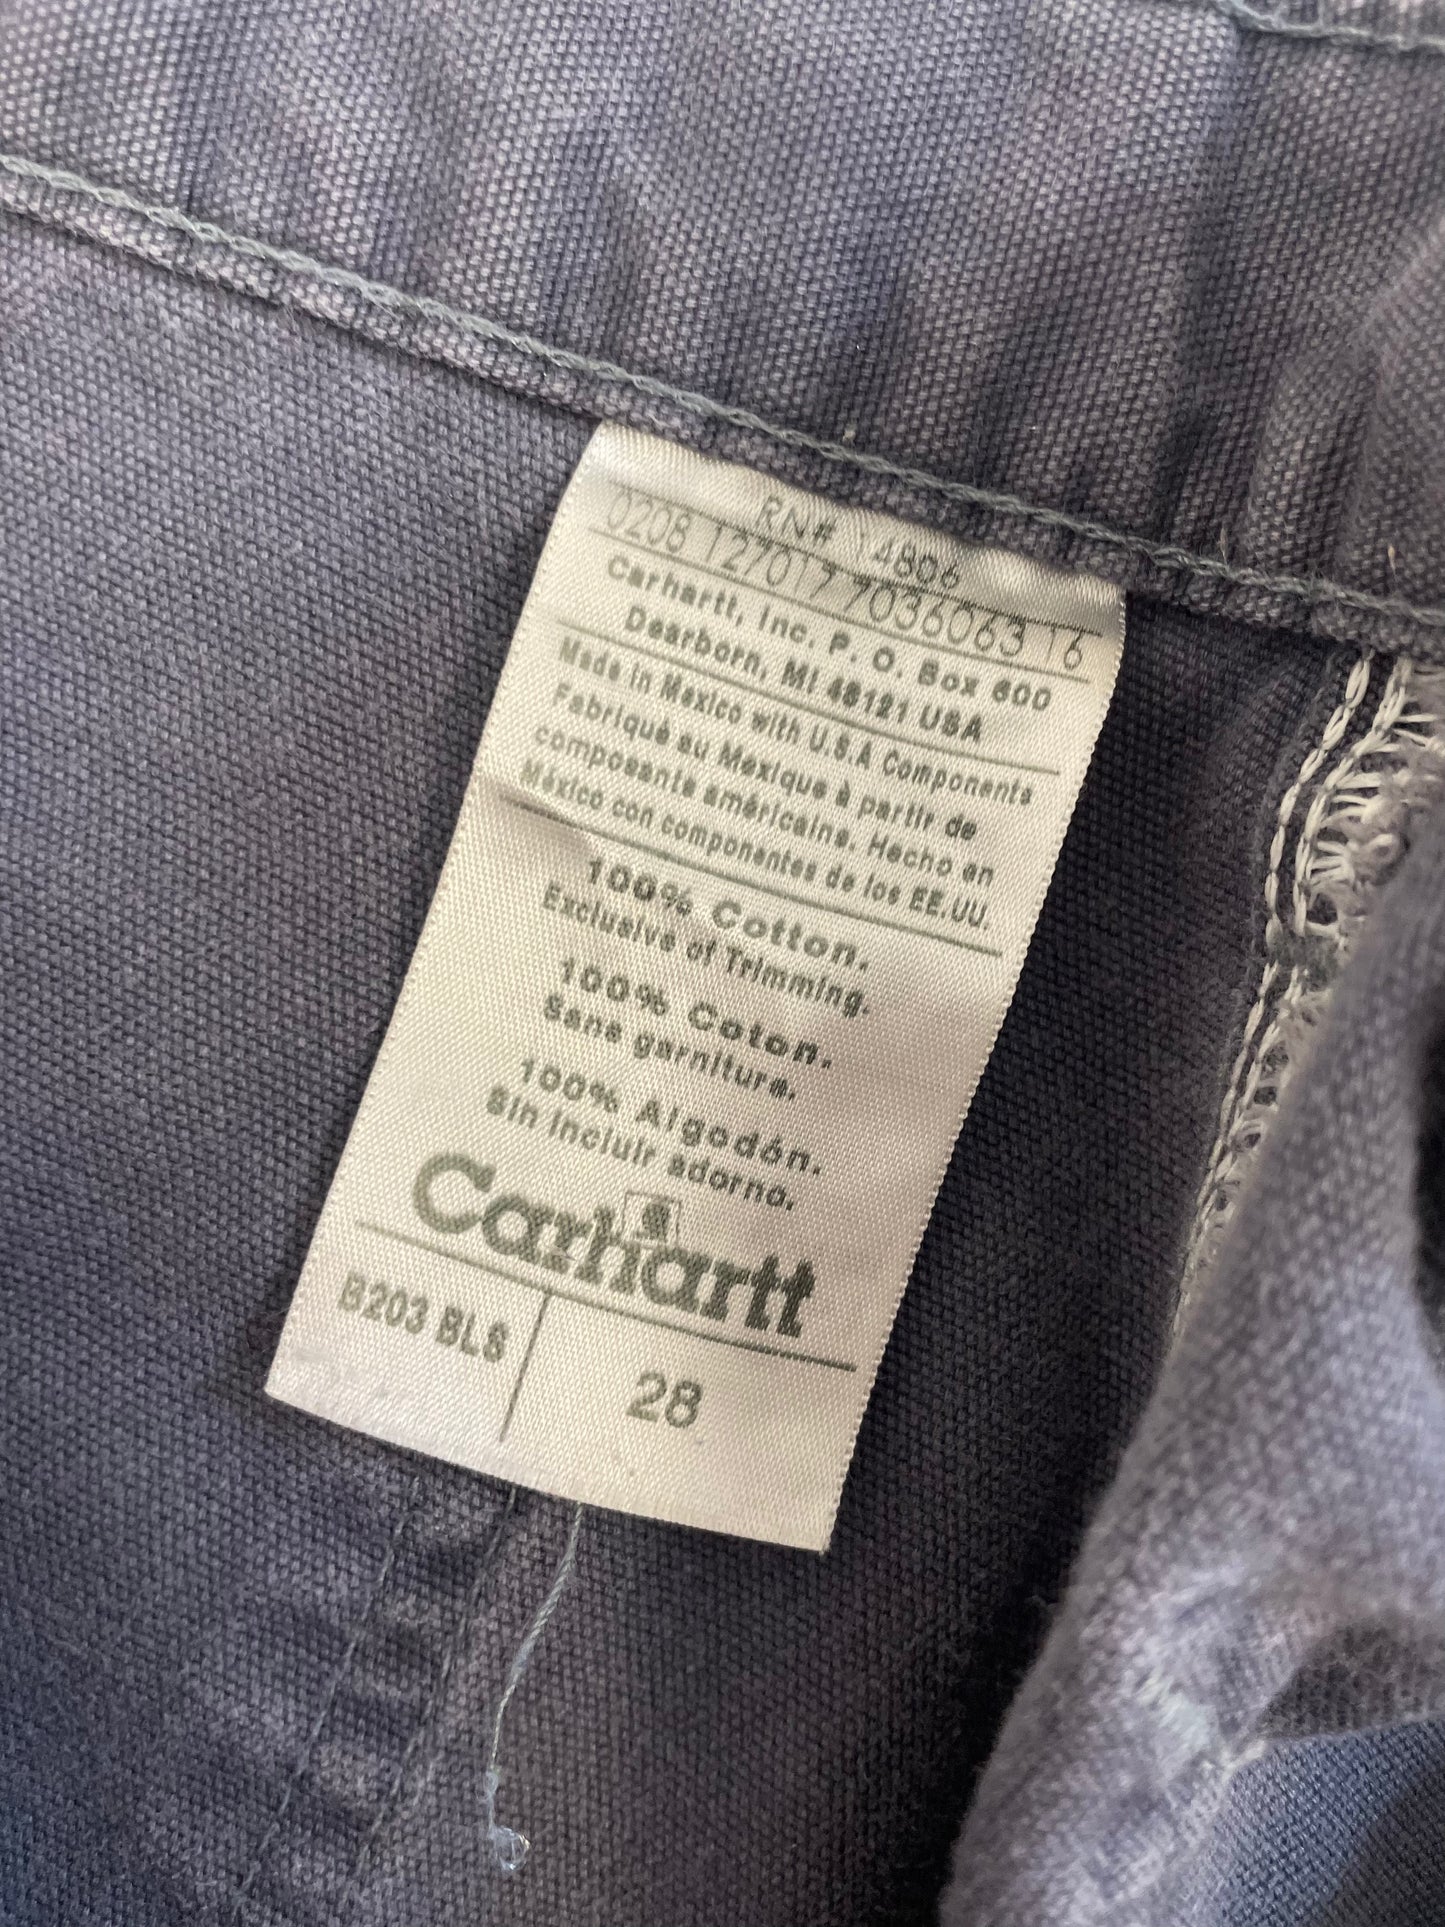 RN# 14806
0208 127017 7036063 16
Carhartt, Inc. P. O. Box 600
Dearborn, MI 48121 USA
Made in Mexico with U.S.A Components
Fabriqué au Mexique à partir de
composants américains. Hecho en
México con componentes de los EE.UU.
100% Cotton.
Exclusive of Trimming.
100% Coton.
Sans garniture.
100% Algodón.
Sin incluir adorno.
Carhartt
B203 BLS
28